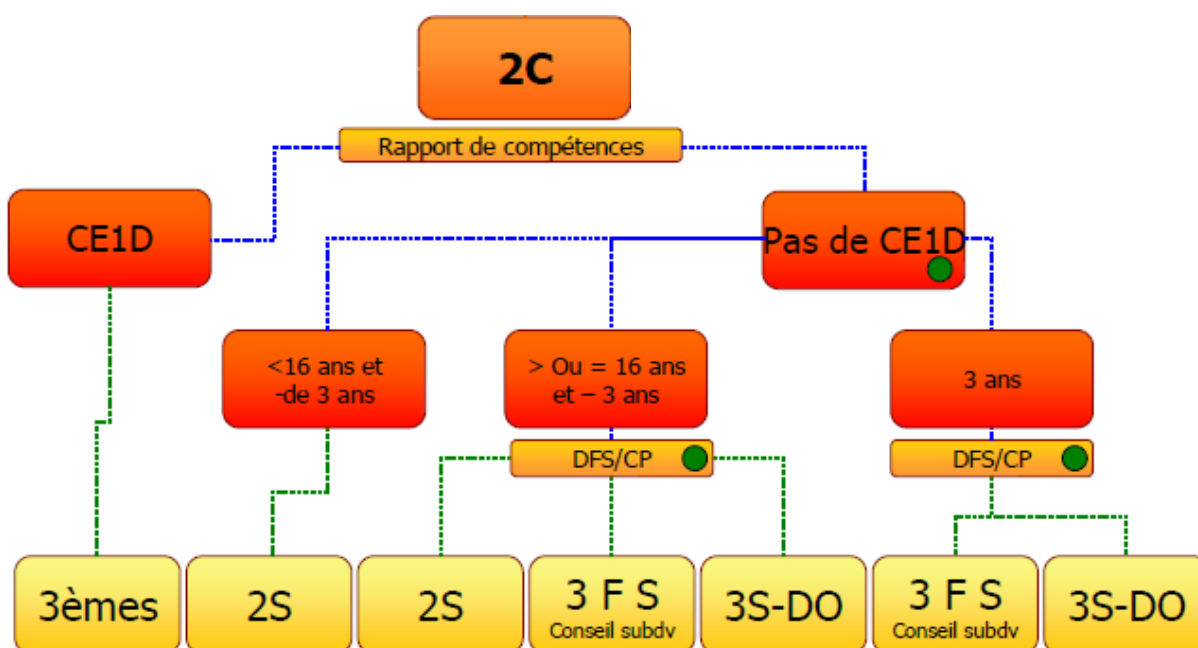 2C
Rapport de compétences
CE1D
Pas de CE1D
<16 ans et
-de 3 ans
> Ou = 16 ans
et – 3 ans
3 ans
DFS/CP
DFS/CP
3èmes
2S
2S
3 F S
Conseil subdv
3S-DO
3 F S
Conseil subdv
3S-DO